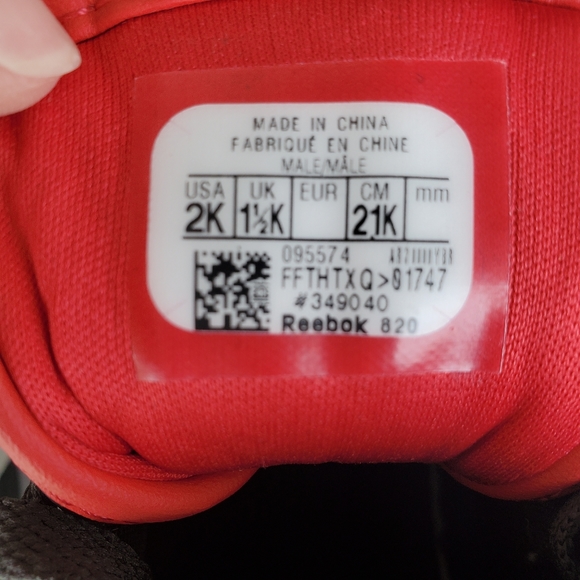 MADE IN CHINA
FABRIQUÉ EN CHINE
MALE/MÂLE
USA UK EUR CM mm
2K 1½K 21K
095574
FFTHTXQ>01747
#349040
Reebok 820